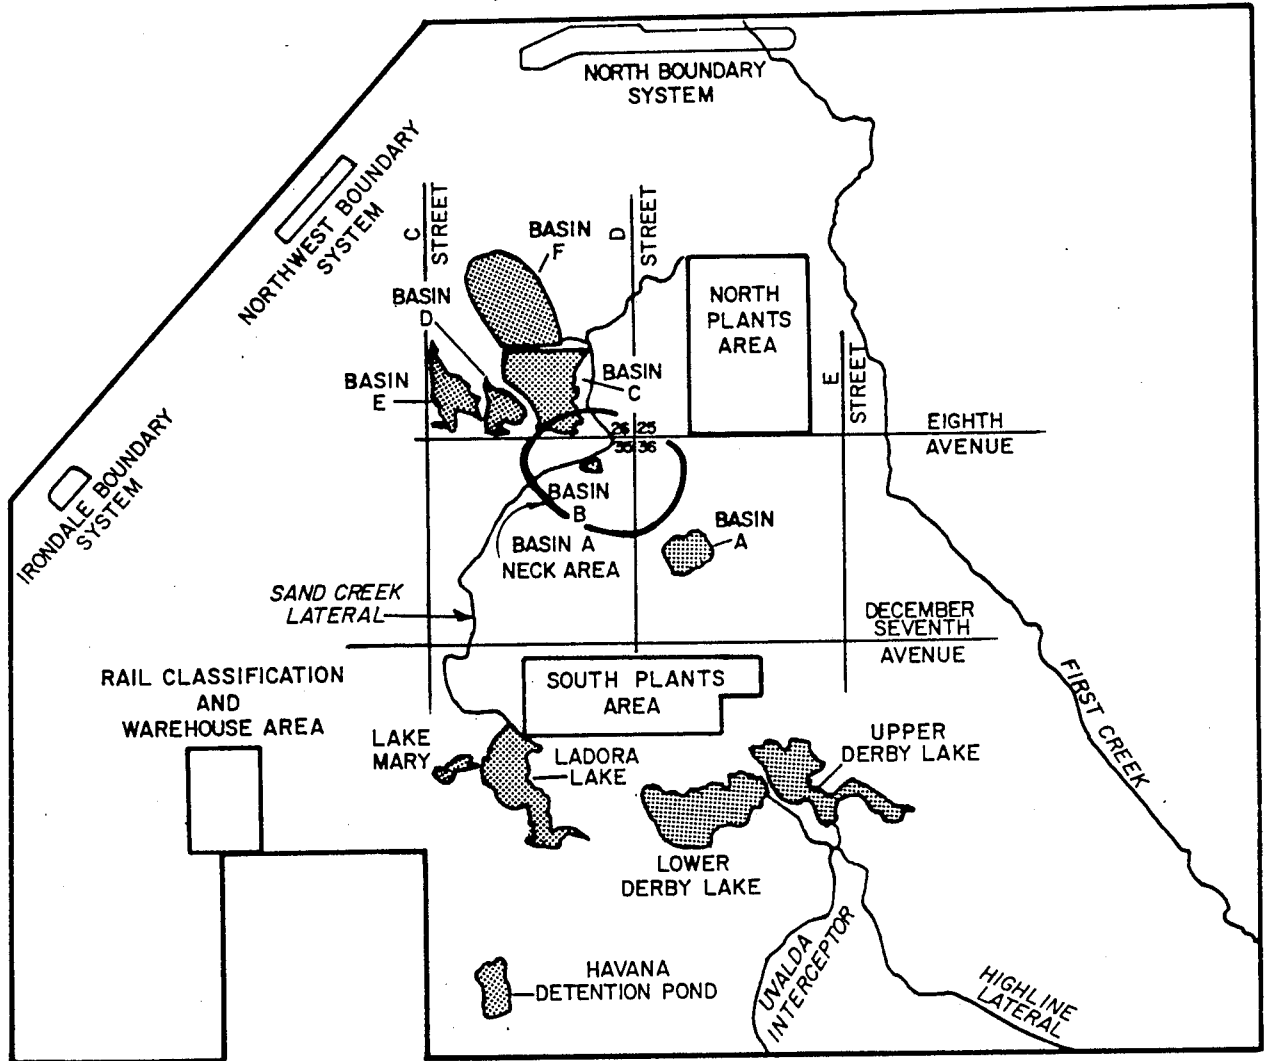 NORTH BOUNDARY
SYSTEM
NORTHWEST BOUNDARY
SYSTEM
C
STREET
BASIN
F
D
STREET
BASIN
D
NORTH
PLANTS
AREA
BASIN
E
BASIN
C
E
STREET
26 25
35 36
EIGHTH
AVENUE
IRONDALE BOUNDARY
SYSTEM
BASIN
B
BASIN
A
BASIN A
NECK AREA
SAND CREEK
LATERAL
DECEMBER
SEVENTH
AVENUE
RAIL CLASSIFICATION
AND
WAREHOUSE AREA
SOUTH PLANTS
AREA
FIRST CREEK
LAKE
MARY
LADORA
LAKE
UPPER
DERBY LAKE
LOWER
DERBY LAKE
HAVANA
DETENTION POND
UVALDA
INTERCEPTOR
HIGHLINE
LATERAL